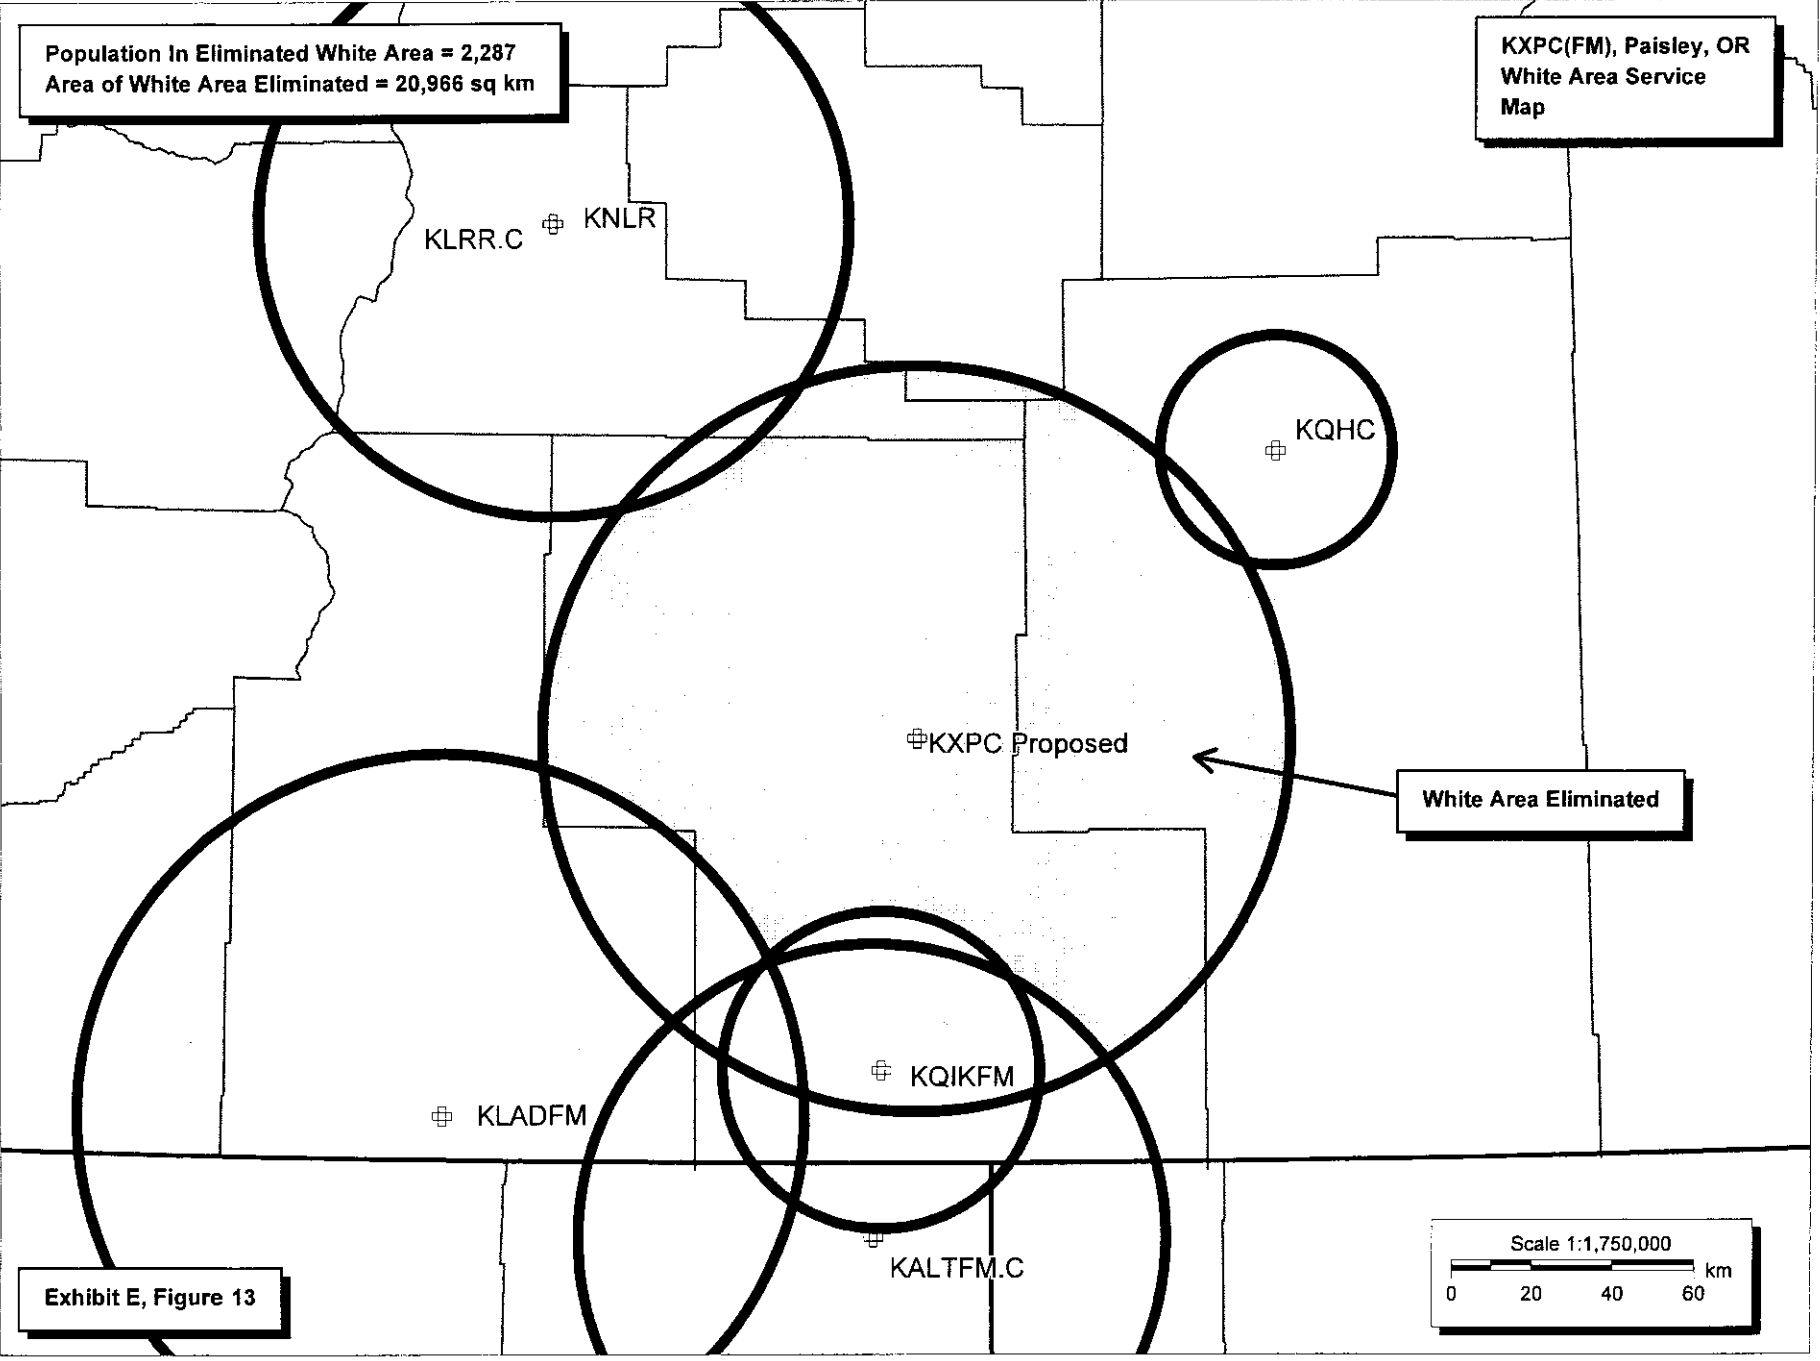 Population In Eliminated White Area = 2,287
Area of White Area Eliminated = 20,966 sq km
KXPC(FM), Paisley, OR
White Area Service
Map
KNLR
KLRR.C
KQHC
KXPC Proposed
White Area Eliminated
KQIKFM
KLADFM
KALTFM.C
Exhibit E, Figure 13
Scale 1:1,750,000
km
0 20 40 60